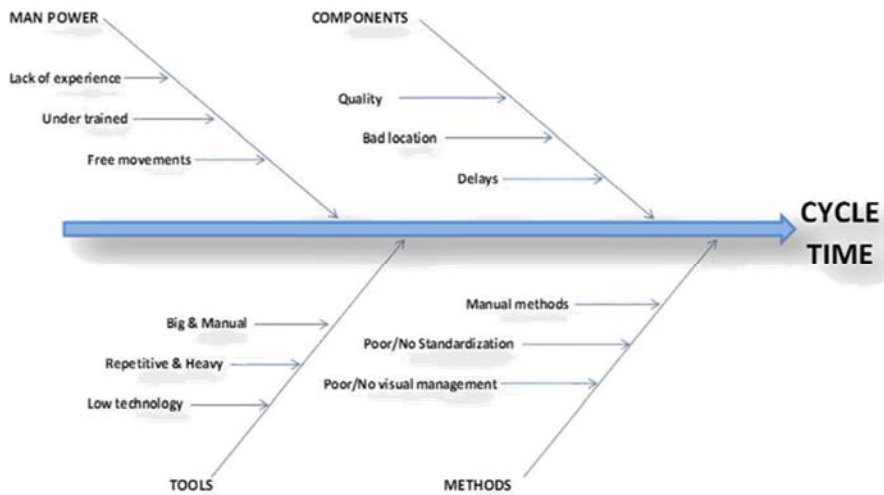 MAN POWER
COMPONENTS
Lack of experience
Under trained
Free movements
Quality
Bad location
Delays
CYCLE
TIME
Big & Manual
Repetitive & Heavy
Low technology
Manual methods
Poor/No Standardization
Poor/No visual management
TOOLS
METHODS